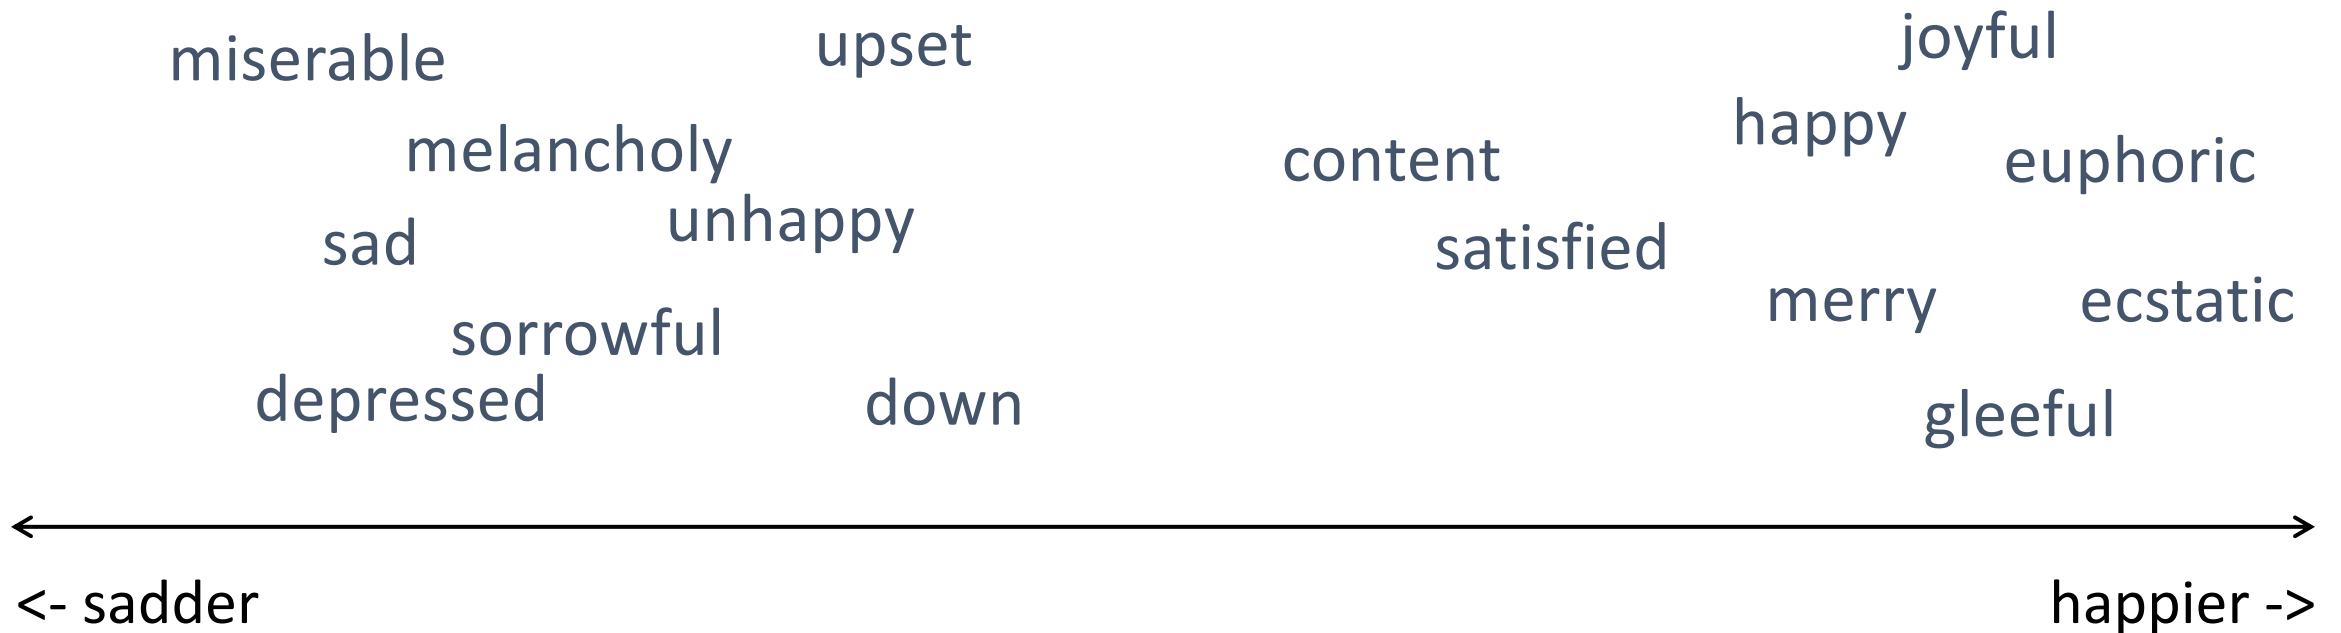 miserable
upset
joyful
melancholy
content
happy
euphoric
sad
unhappy
satisfied
sorrowful
merry
ecstatic
depressed
down
gleeful
<- sadder
happier ->